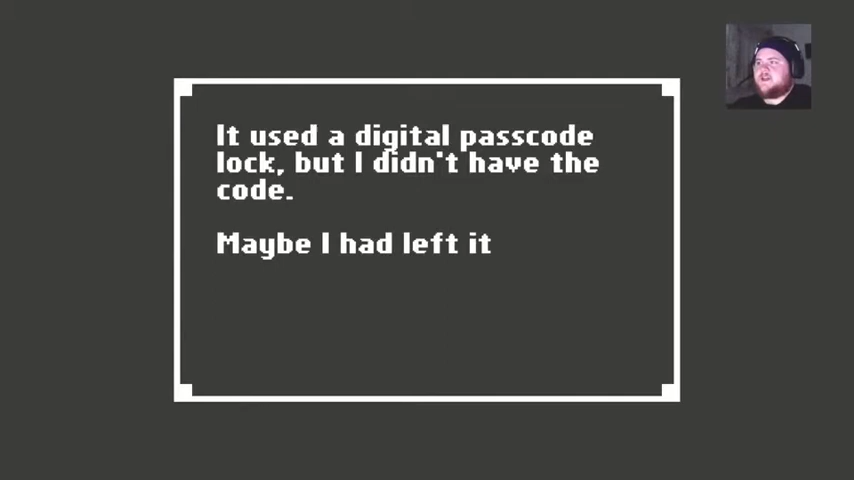 It used a digital passcode
lock, but I didn't have the
code.
Maybe I had left it